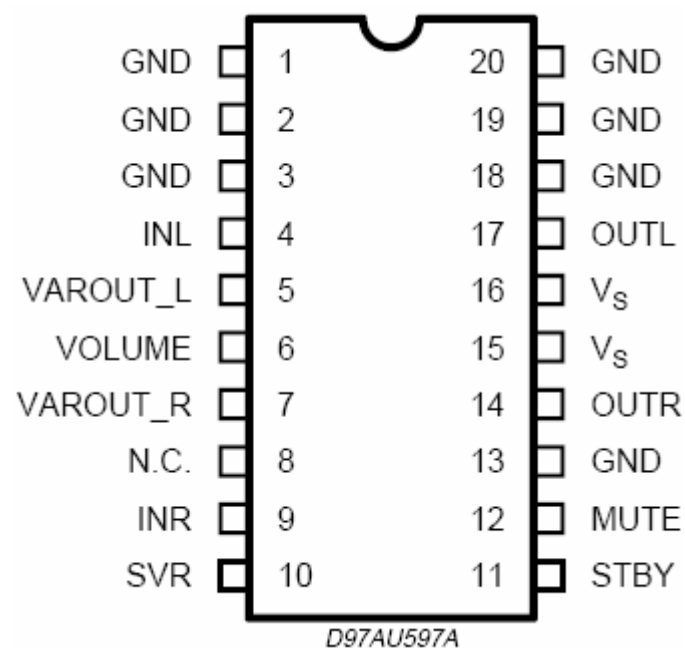 GND 1 20 GND
GND 2 19 GND
GND 3 18 GND
INL 4 17 OUTL
VAROUT_L 5 16 VS
VOLUME 6 15 VS
VAROUT_R 7 14 OUTR
N.C. 8 13 GND
INR 9 12 MUTE
SVR 10 11 STBY
D97AU597A